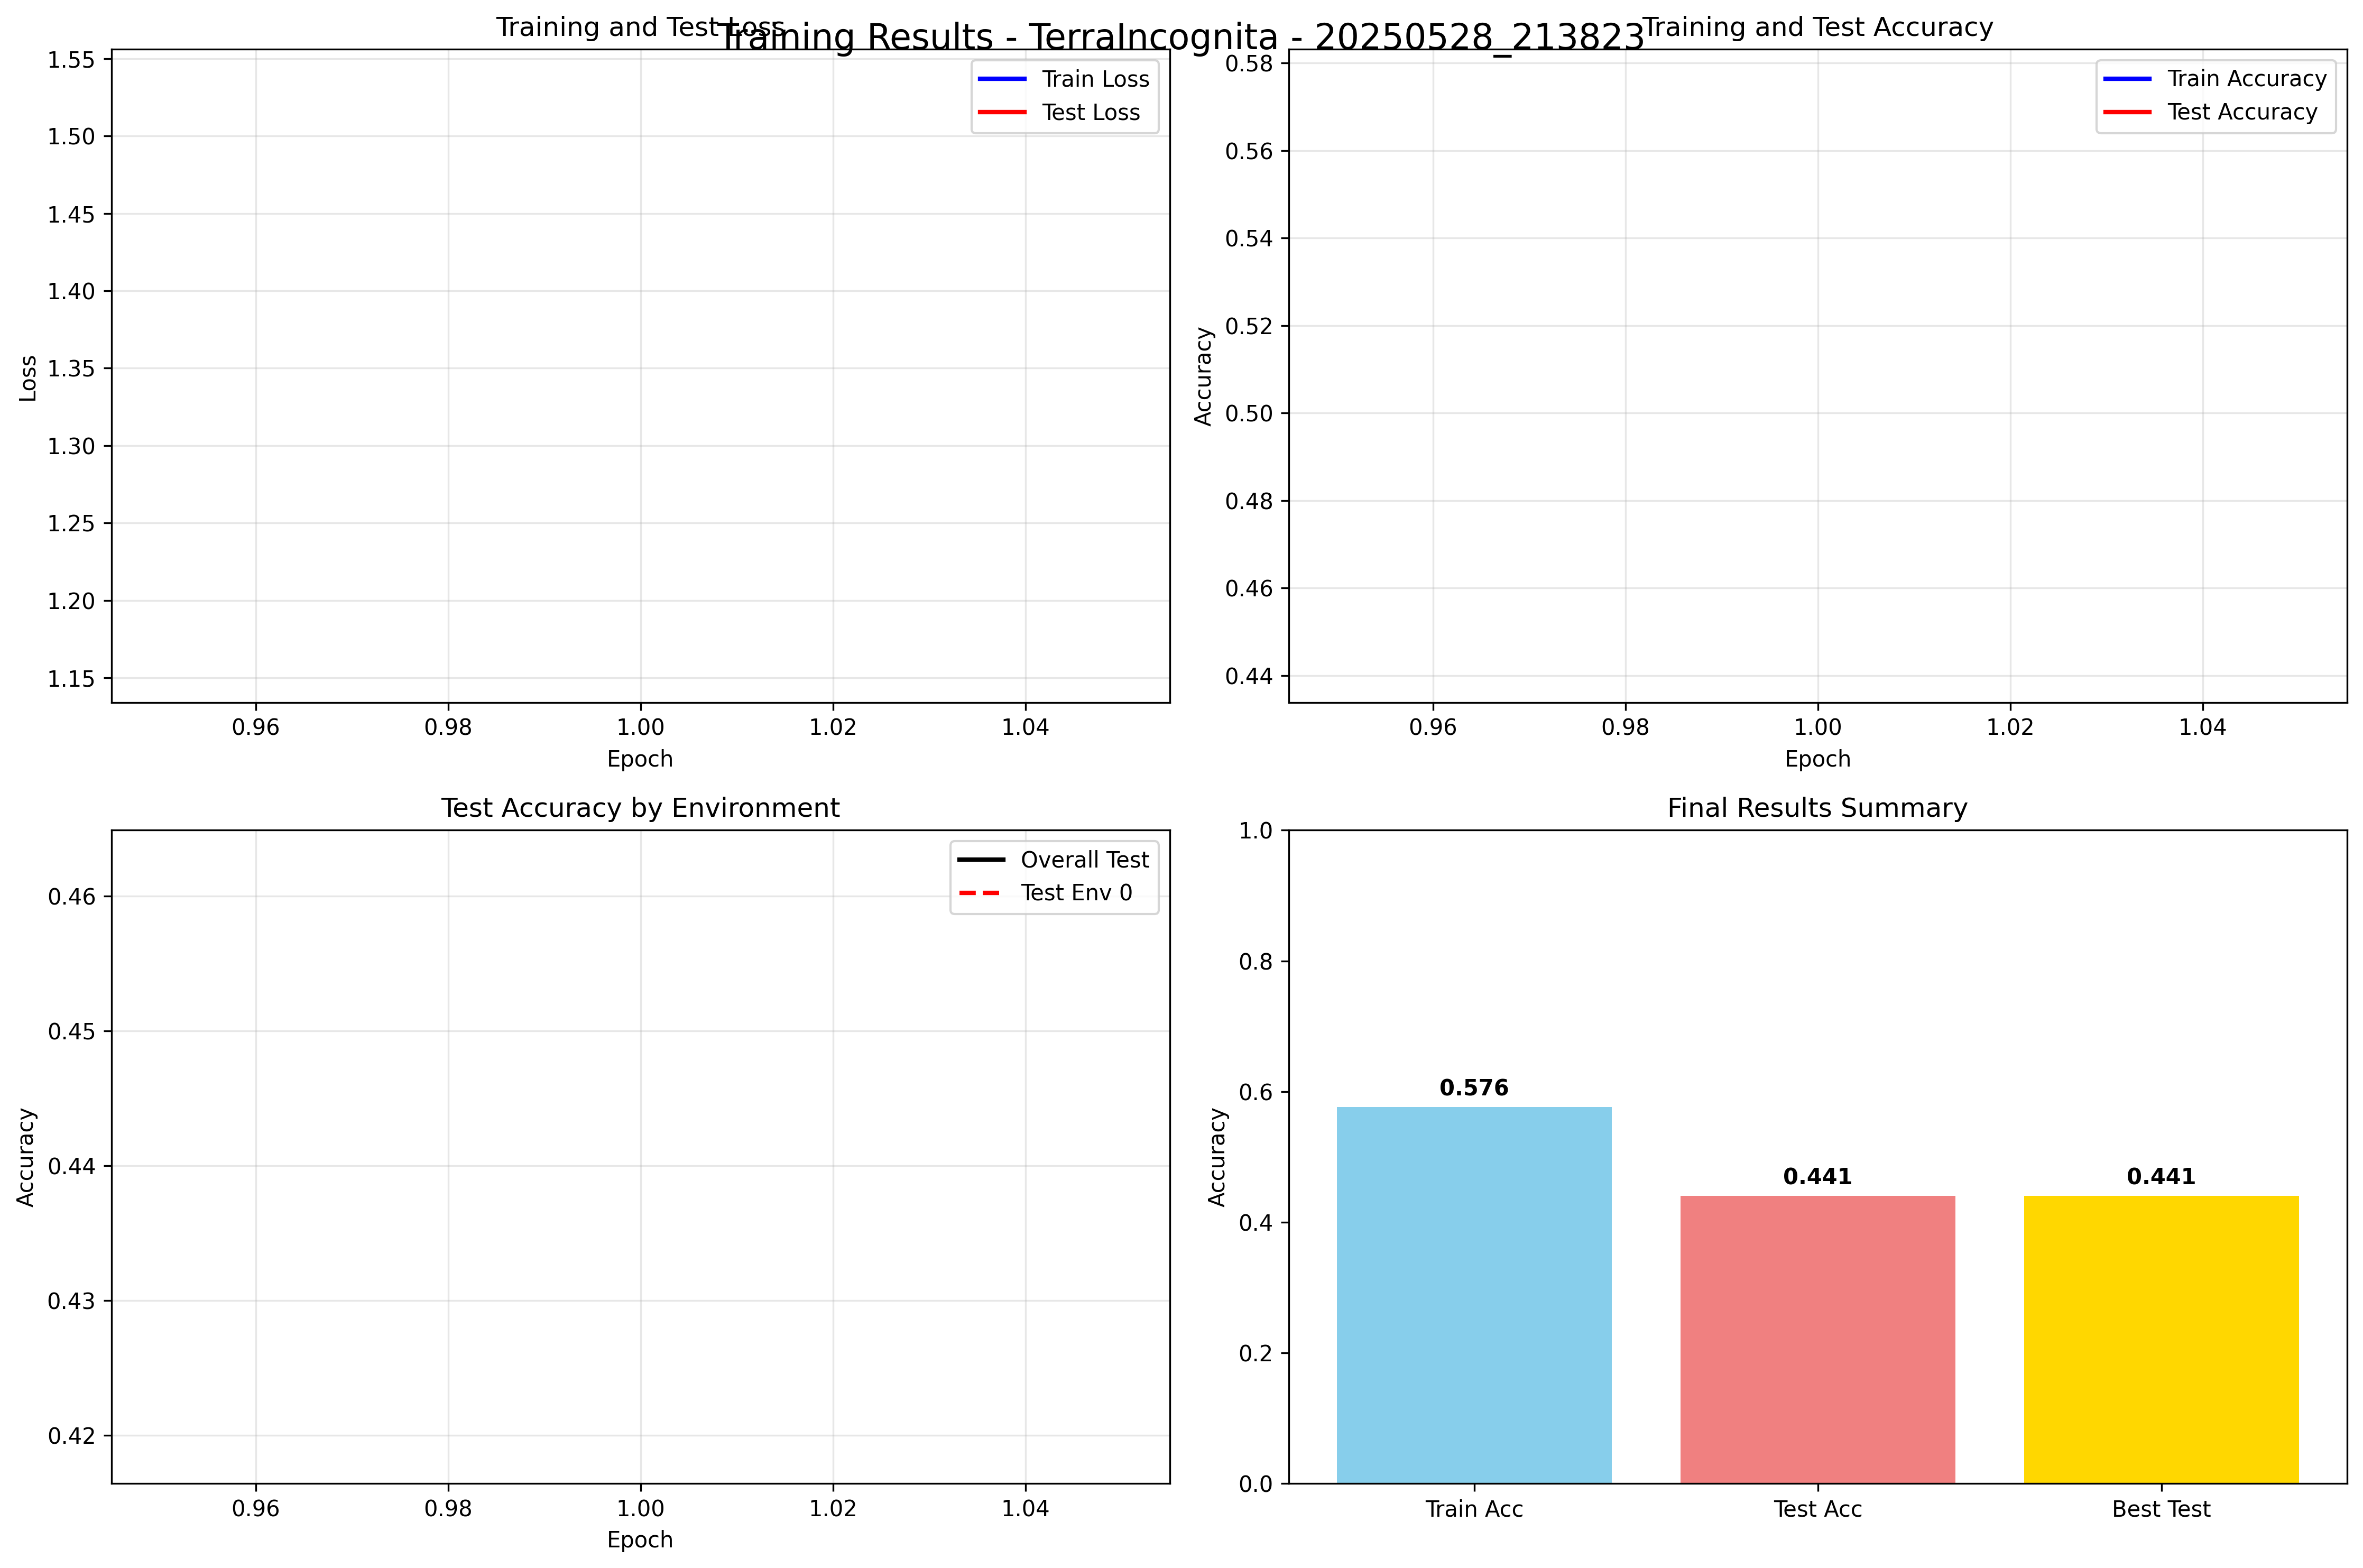 Training Results - TerraIncognita - 20250528_213823
Training and Test Loss
1.55
1.50
1.45
1.40
1.35
1.30
1.25
1.20
1.15
Loss
Train Loss
Test Loss
0.96 0.98 1.00 1.02 1.04
Epoch
Training and Test Accuracy
0.58
0.56
0.54
0.52
0.50
0.48
0.46
0.44
Accuracy
Train Accuracy
Test Accuracy
0.96 0.98 1.00 1.02 1.04
Epoch
Test Accuracy by Environment
0.46
0.45
0.44
0.43
0.42
Accuracy
Overall Test
Test Env 0
0.96 0.98 1.00 1.02 1.04
Epoch
Final Results Summary
1.0
0.8
0.6
0.4
0.2
0.0
Accuracy
0.576
0.441
0.441
Train Acc Test Acc Best Test